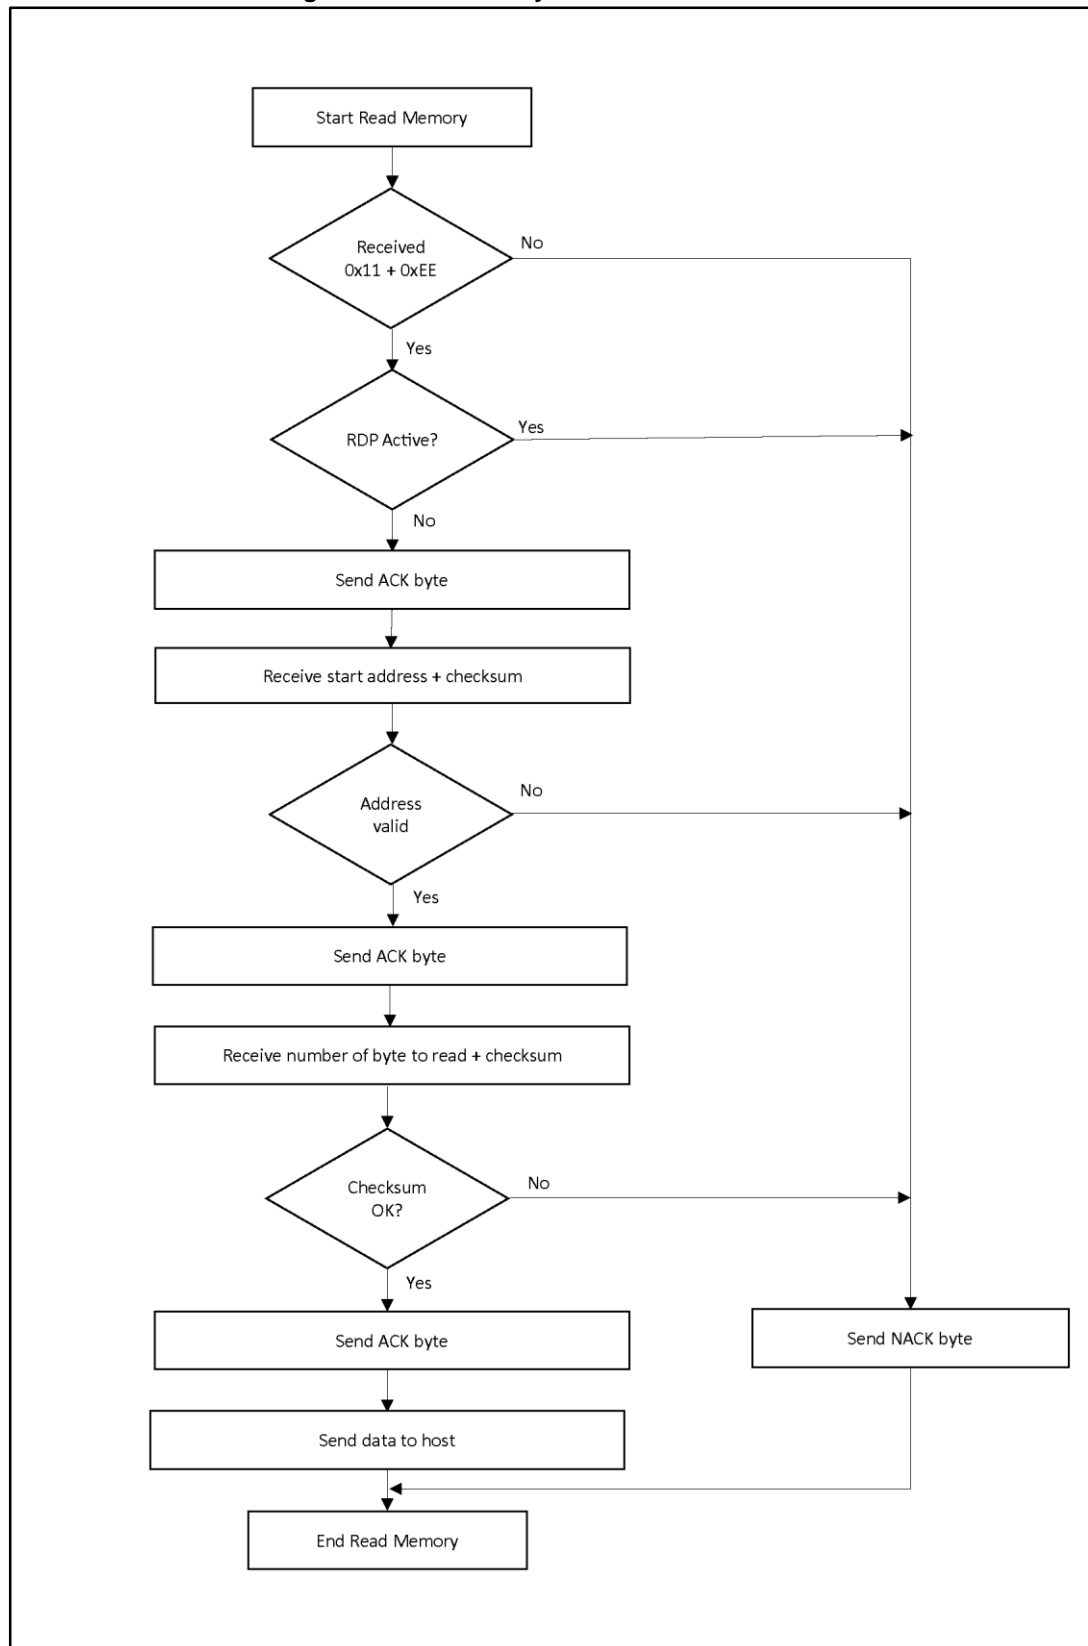 Start Read Memory
Received
0x11 + 0xEE
No
Yes
RDP Active?
Yes
No
Send ACK byte
Receive start address + checksum
Address
valid
No
Yes
Send ACK byte
Receive number of byte to read + checksum
Checksum
OK?
No
Yes
Send ACK byte
Send NACK byte
Send data to host
End Read Memory